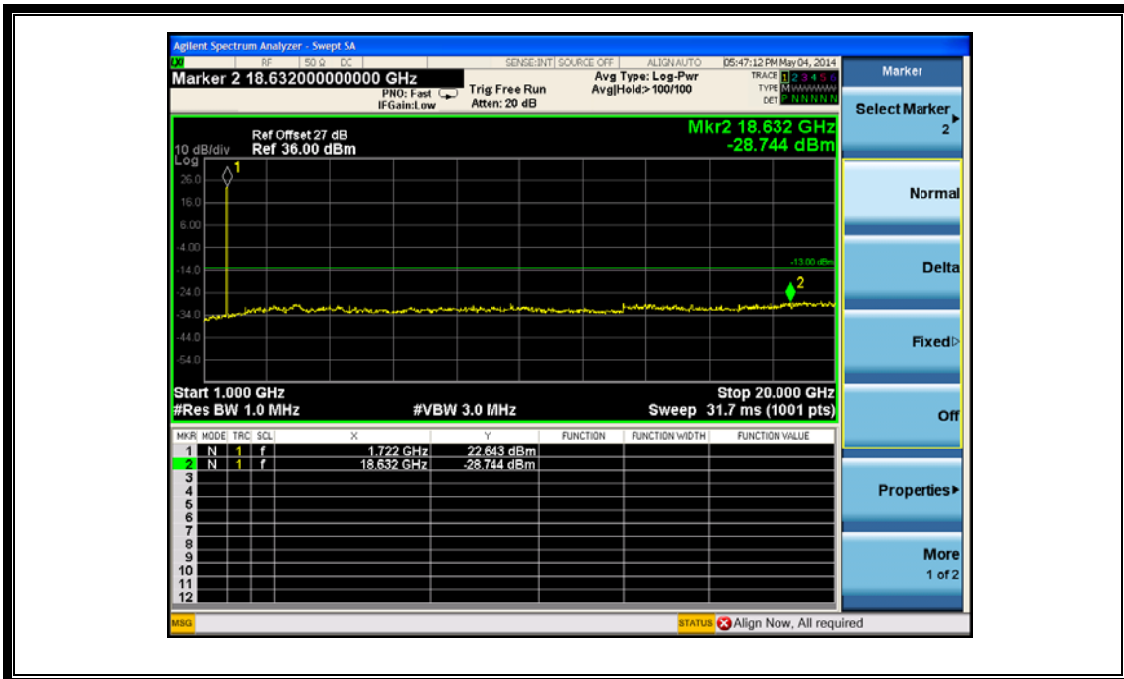 Agilent Spectrum Analyzer - Swept SA
LXI RF 50 Ω DC SENSE:INT SOURCE OFF ALIGN AUTO 05:47:12 PM May 04, 2014
Marker 2 18.632000000000 GHz
PNO: Fast
IFGain:Low
Trig Free Run
Atten: 20 dB
Avg Type: Log-Pwr
Avg|Hold:> 100/100
TRACE 1 2 3 4 5 6
TYPE M
DET P N N N N N
Ref Offset 27 dB
Ref 36.00 dBm
Mkr2 18.632 GHz
-28.744 dBm
10 dB/div
Log
26.0
16.0
6.00
-4.00
-14.0
-24.0
-34.0
-44.0
-54.0
1
2
-13.00 dBm
Start 1.000 GHz
Stop 20.000 GHz
#Res BW 1.0 MHz
#VBW 3.0 MHz
Sweep 31.7 ms (1001 pts)
MKR MODE TRC SCL X Y FUNCTION FUNCTION WIDTH FUNCTION VALUE
1 N 1 f 1.722 GHz 22.643 dBm
2 N 1 f 18.632 GHz -28.744 dBm
3
4
5
6
7
8
9
10
11
12
MSG
STATUS Align Now, All required
Marker
Select Marker
2
Normal
Delta
Fixed
Off
Properties
More
1 of 2